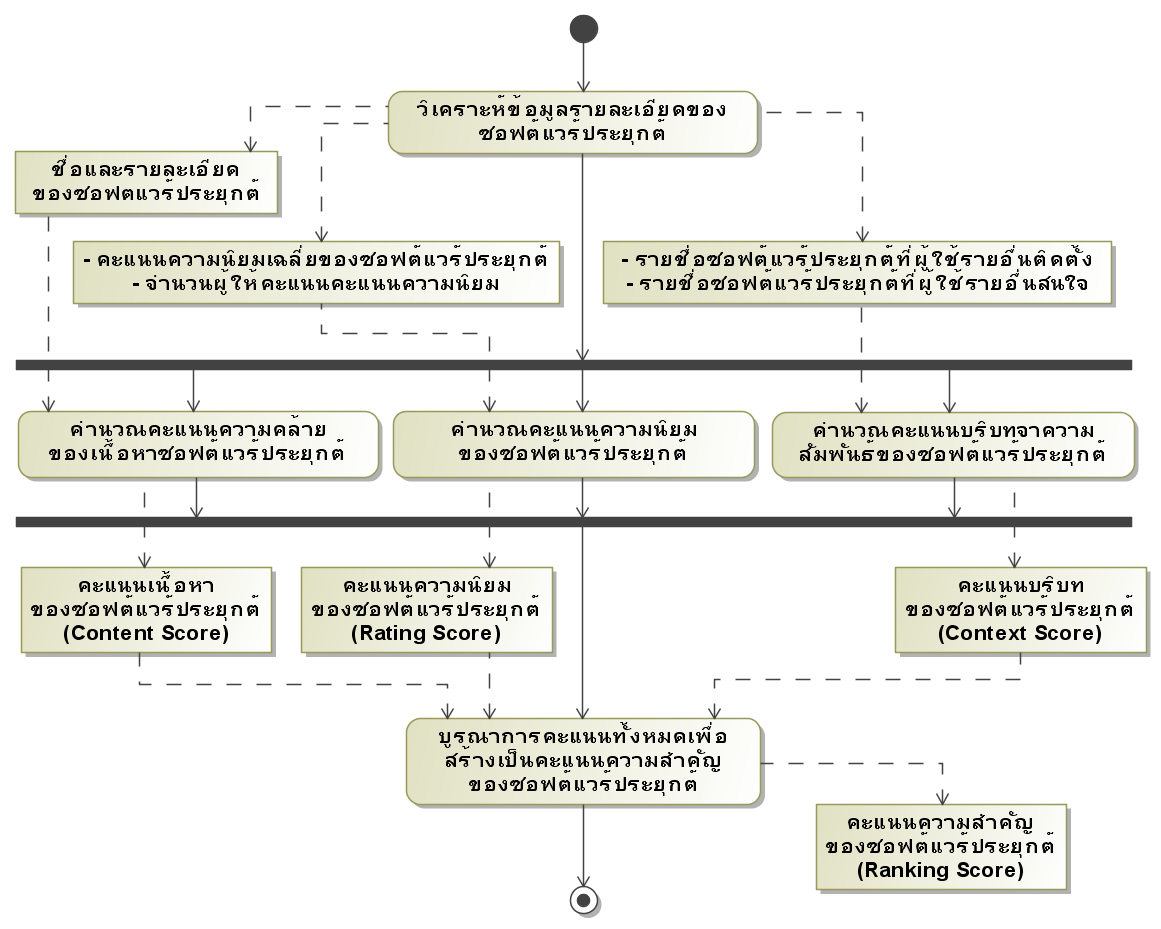 วิเคราะห์ข้อมูลรายละเอียดของ
ซอฟต์แวร์ประยุกต์
ชื่อและรายละเอียด
ของซอฟต์แวร์ประยุกต์
- คะแนนความนิยมเฉลี่ยของซอฟต์แวร์ประยุกต์
- จำนวนผู้ให้คะแนนคะแนนความนิยม
- รายชื่อซอฟต์แวร์ประยุกต์ที่ผู้ใช้รายอื่นติดตั้ง
- รายชื่อซอฟต์แวร์ประยุกต์ที่ผู้ใช้รายอื่นสนใจ
คำนวณคะแนนความคล้าย
ของเนื้อหาซอฟต์แวร์ประยุกต์
คำนวณคะแนนความนิยม
ของซอฟต์แวร์ประยุกต์
คำนวณคะแนนบริบทจาความ
สัมพันธ์ของซอฟต์แวร์ประยุกต์
คะแนนเนื้อหา
ของซอฟต์แวร์ประยุกต์
(Content Score)
คะแนนความนิยม
ของซอฟต์แวร์ประยุกต์
(Rating Score)
คะแนนบริบท
ของซอฟต์แวร์ประยุกต์
(Context Score)
บูรณาการคะแนนทั้งหมดเพื่อ
สร้างเป็นคะแนนความสำคัญ
ของซอฟต์แวร์ประยุกต์
คะแนนความสำคัญ
ของซอฟต์แวร์ประยุกต์
(Ranking Score)